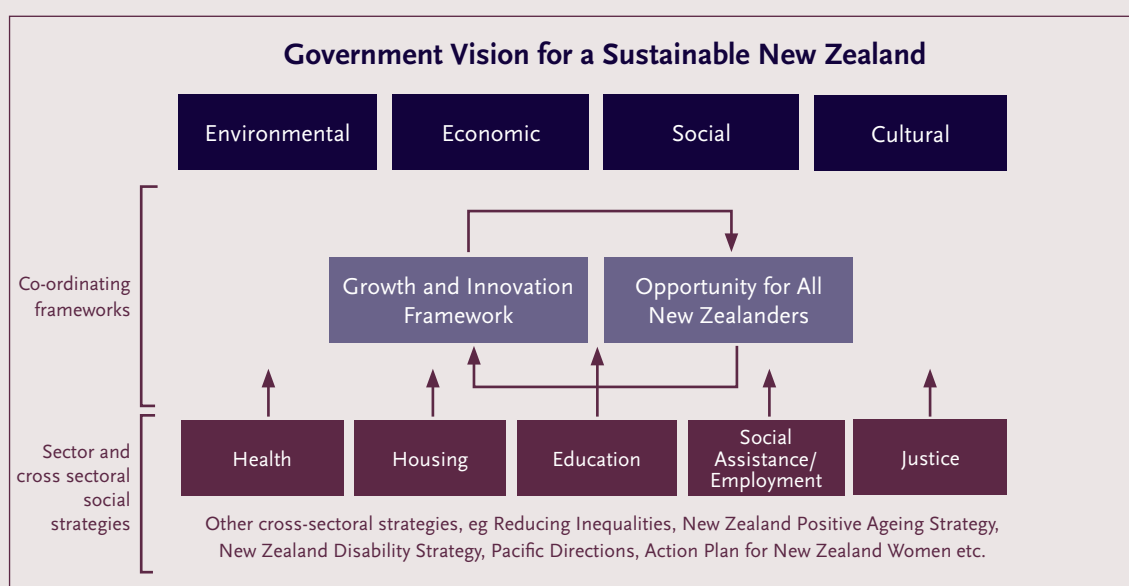 Government Vision for a Sustainable New Zealand
Environmental
Economic
Social
Cultural
Co-ordinating
frameworks
Growth and Innovation
Framework
Opportunity for All
New Zealanders
Sector and
cross sectoral
social
strategies
Health
Housing
Education
Social
Assistance/
Employment
Justice
Other cross-sectoral strategies, eg Reducing Inequalities, New Zealand Positive Ageing Strategy,
New Zealand Disability Strategy, Pacific Directions, Action Plan for New Zealand Women etc.